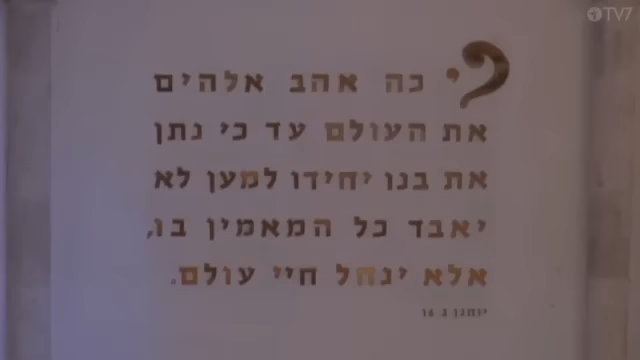 TV7
כי כה אהב אלהים
את העולם עד כי נתן
את בנו יחידו למען לא
יאבד כל המאמין בו,
אלא ינחל חיי עולם.
יוחנן ג 16